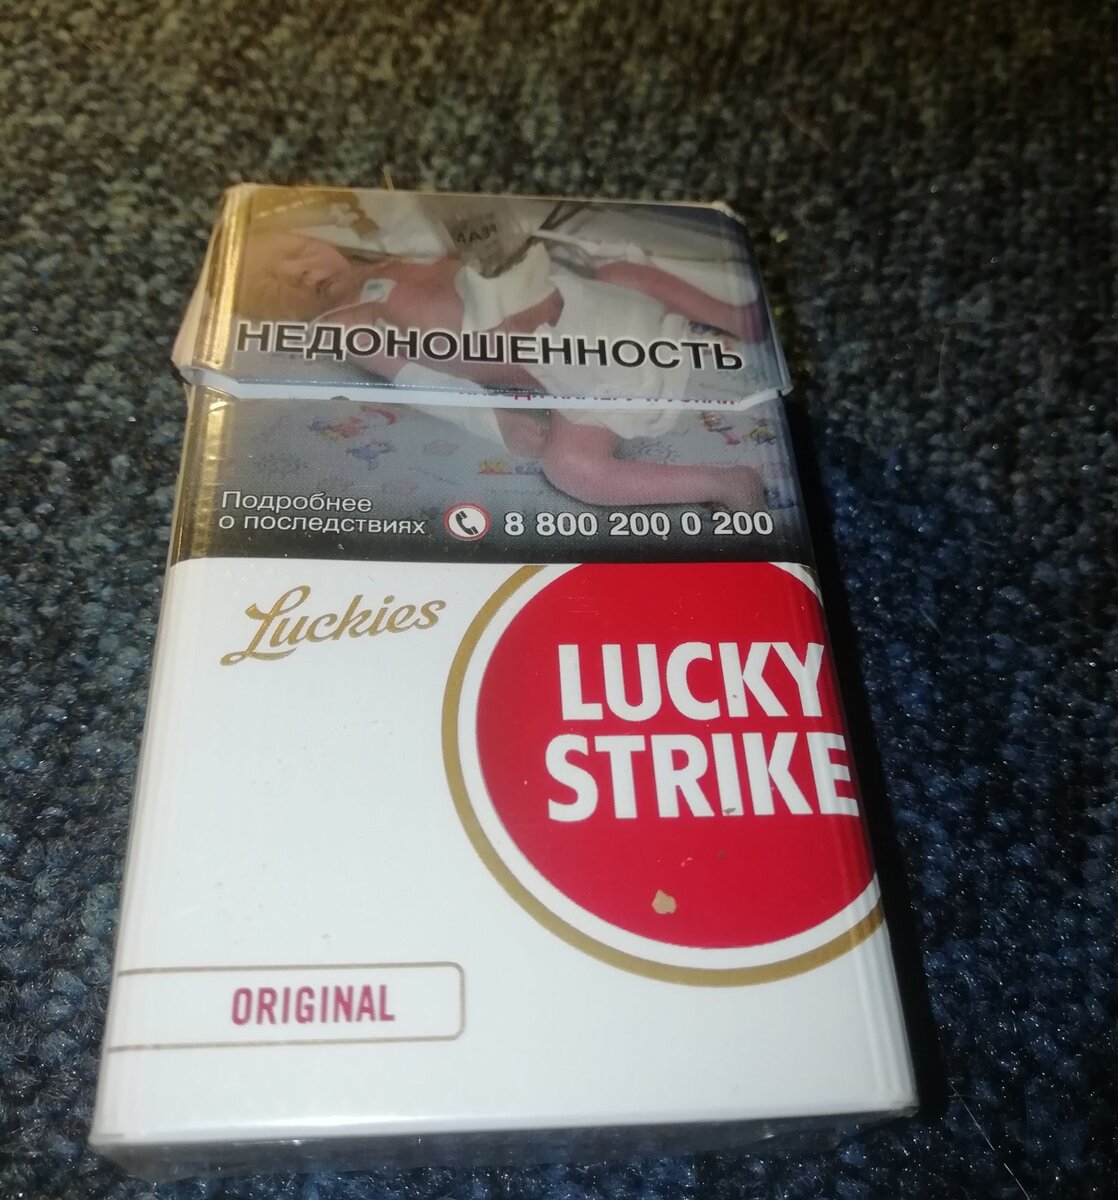 НЕДОНОШЕННОСТЬ
Подробнее
о последствиях
8 800 200 0 200
Luckies
LUCKY
STRIKE
ORIGINAL